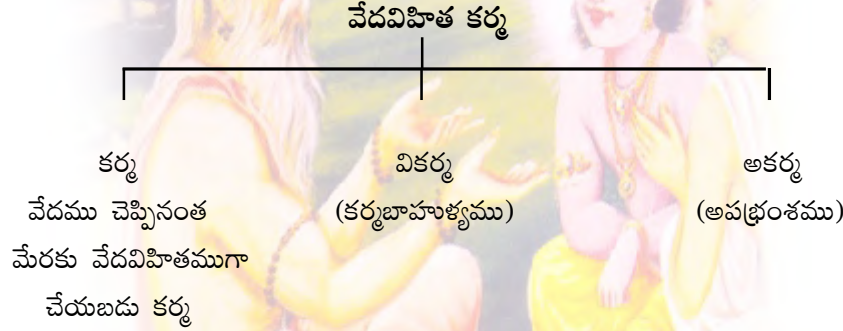 వేదవిహిత కర్మ
కర్మ
వేదము చెప్పినంత
మేరకు వేదవిహితముగా
చేయబడు కర్మ
వికర్మ
(కర్మబాహుళ్యము)
అకర్మ
(అపభ్రంశము)